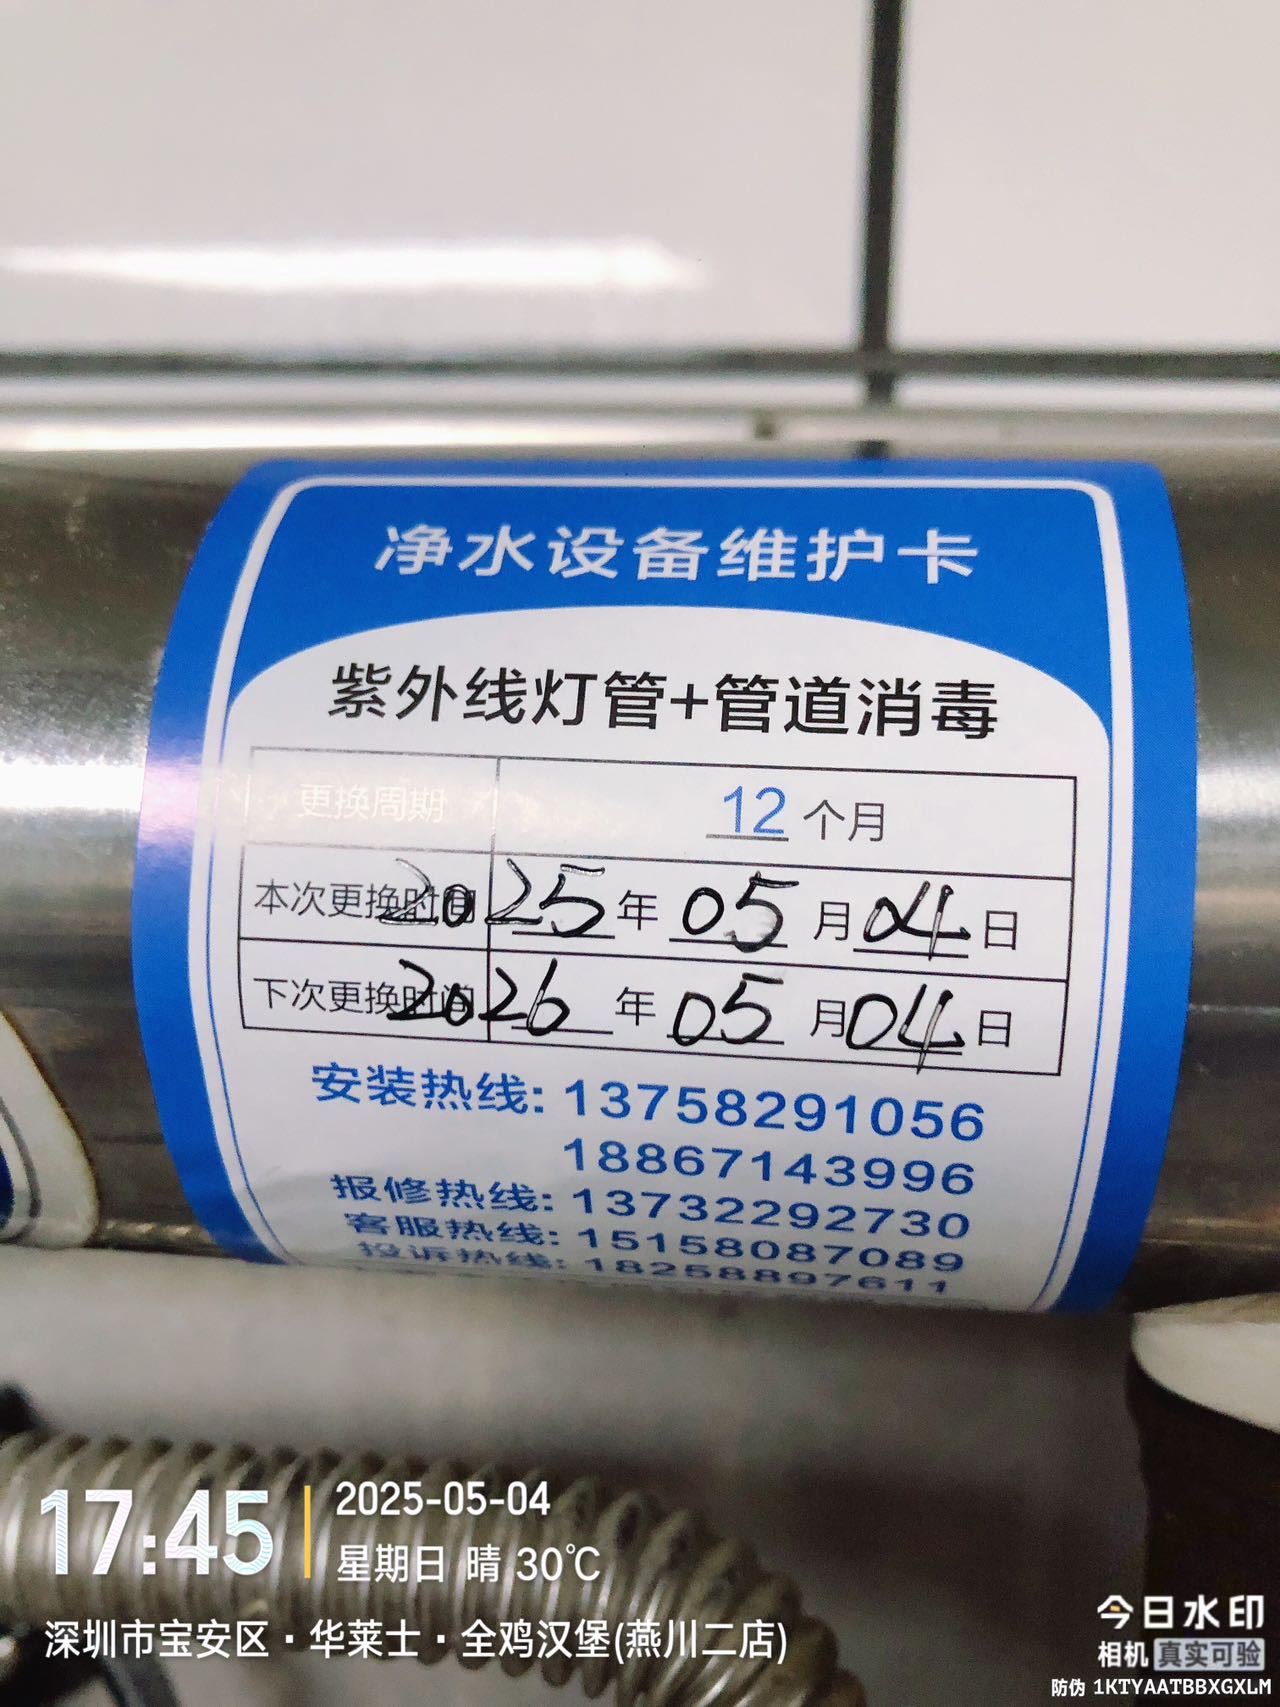 净水设备维护卡
紫外线灯管+管道消毒
更换周期 12 个月
本次更换时间 2025 年 05 月 04 日
下次更换时间 2026 年 05 月 04 日
安装热线: 13758291056
18867143996
报修热线: 13732292730
客服热线: 15158087089
投诉热线: 18258897611
17:45
2025-05-04
星期日 晴 30℃
深圳市宝安区·华莱士·全鸡汉堡(燕川二店)
今日水印
相机 真实可验
防伪 1KTYAATBBXGXLM